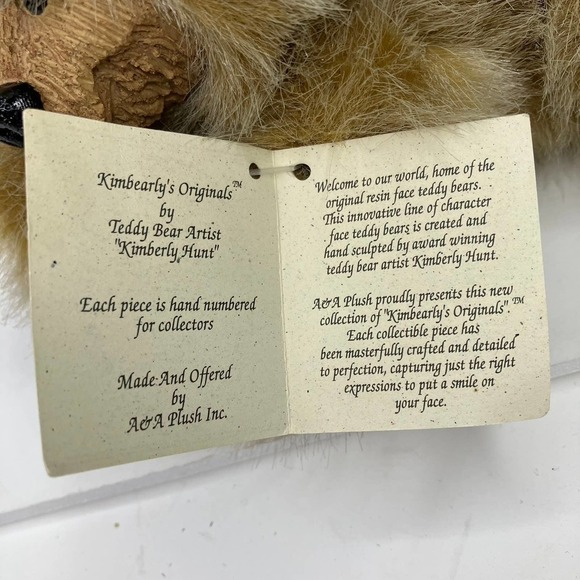 Kimbearly's Originals™
by
Teddy Bear Artist
"Kimberly Hunt"
Each piece is hand numbered
for collectors
Made And Offered
by
A&A Plush Inc.
Welcome to our world, home of the
original resin face teddy bears.
This innovative line of character
face teddy bears is created and
hand sculpted by award winning
teddy bear artist Kimberly Hunt.
A&A Plush proudly presents this new
collection of "Kimbearly's Originals".™
Each collectible piece has
been masterfully crafted and detailed
to perfection, capturing just the right
expressions to put a smile on
your face.